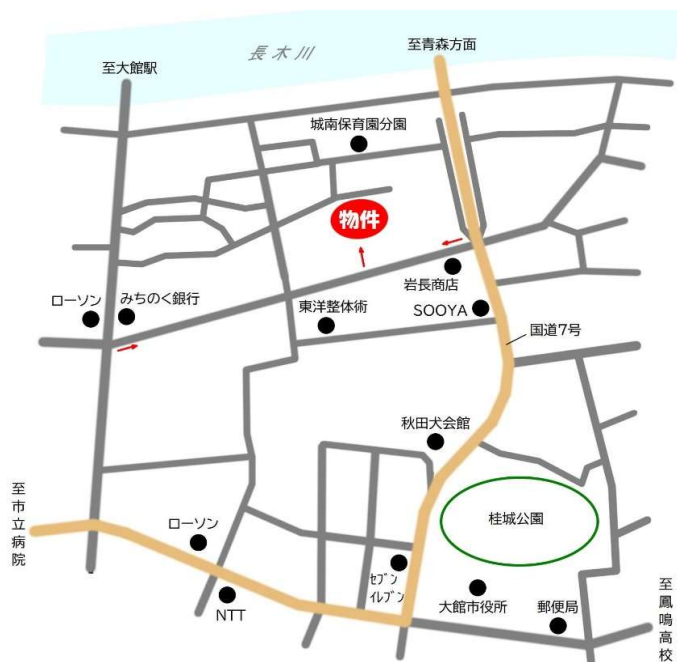 長木川
至青森方面
至大館駅
城南保育園分園
物件
岩長商店
ローソン
みちのく銀行
東洋整体術
SOOYA
国道7号
秋田犬会館
至市立病院
ローソン
桂城公園
セブン
イレブン
NTT
大館市役所
郵便局
至鳳鳴高校